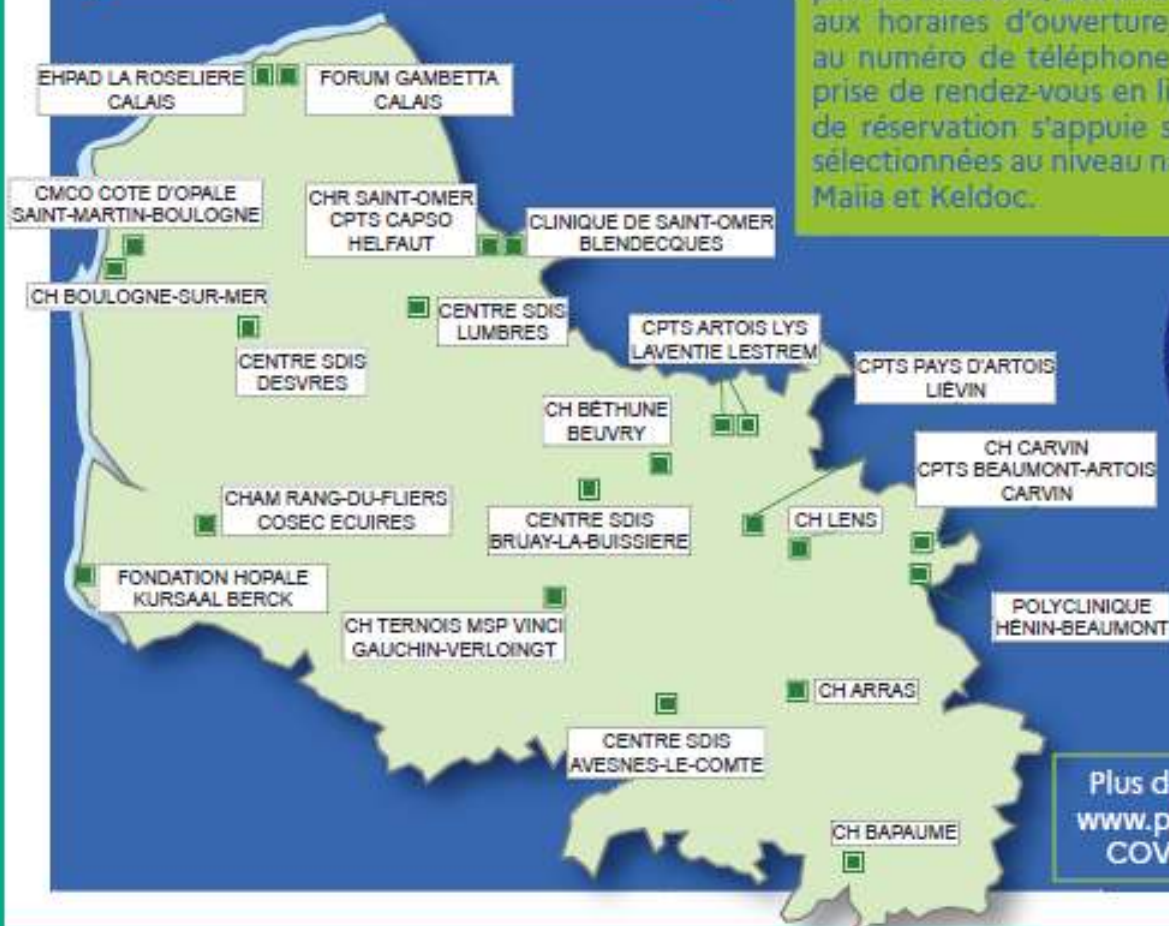 aux horaires d'ouverture
au numéro de téléphone
prise de rendez-vous en li
de réservation s'appuie s
sélectionnées au niveau n
Maiia et Keldoc.
EHPAD LA ROSELIERE
CALAIS
FORUM GAMBETTA
CALAIS
CMCO COTE D'OPALE
SAINT-MARTIN-BOULOGNE
CHR SAINT-OMER
CPTS CAPSO
HELFAUT
CLINIQUE DE SAINT-OMER
BLENDECQUES
CH BOULOGNE-SUR-MER
CENTRE SDIS
LUMBRES
CENTRE SDIS
DESVRES
CPTS ARTOIS LYS
LAVENTIE LESTREM
CPTS PAYS D'ARTOIS
LIÉVIN
CH BÉTHUNE
BEUVRY
CH CARVIN
CPTS BEAUMONT-ARTOIS
CARVIN
CHAM RANG-DU-FLIERS
COSEC ECUIRES
CENTRE SDIS
BRUAY-LA-BUISSIERE
CH LENS
FONDATION HOPALE
KURSAAL BERCK
CH TERNOIS MSP VINCI
GAUCHIN-VERLOINGT
POLYCLINIQUE
HÉNIN-BEAUMONT
CH ARRAS
CENTRE SDIS
AVESNES-LE-COMTE
CH BAPAUME
Plus d
www.p
COV